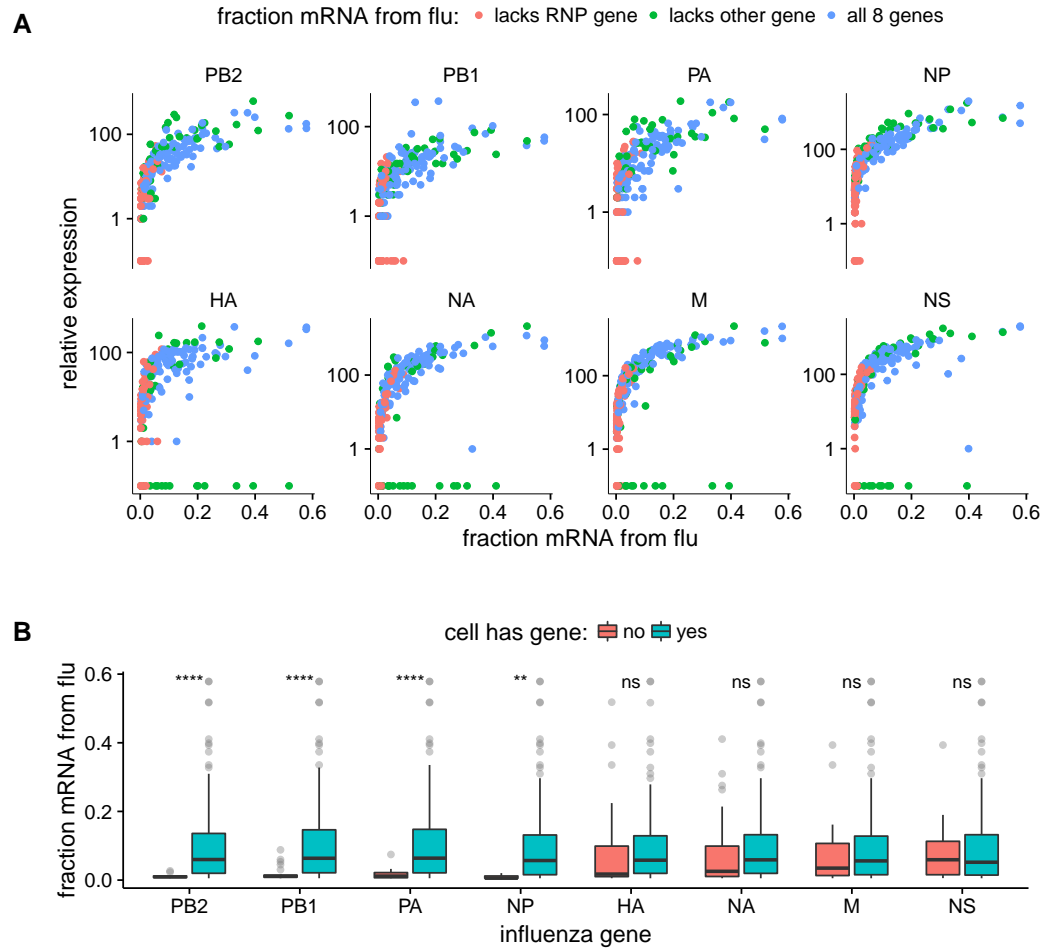 A
fraction mRNA from flu: lacks RNP gene lacks other gene all 8 genes
PB2 PB1 PA NP
100 100 100 100
1 1 1 1
relative expression
HA NA M NS
100 100 100 100
1 1 1 1
0.0 0.2 0.4 0.6 0.0 0.2 0.4 0.6 0.0 0.2 0.4 0.6 0.0 0.2 0.4 0.6
fraction mRNA from flu
B
cell has gene: no yes
fraction mRNA from flu
0.6
0.4
0.2
0.0
**** **** **** ** ns ns ns ns
PB2 PB1 PA NP HA NA M NS
influenza gene